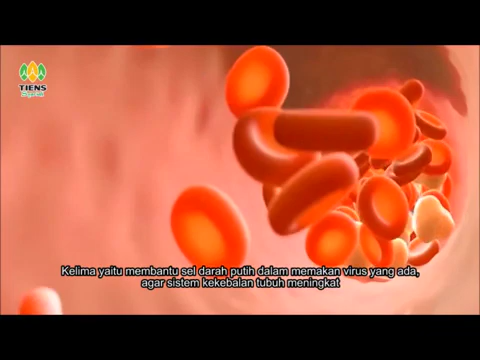 TIENS
Kelima yaitu membantu sel darah putih dalam memakan virus yang ada,
agar sistem kekebalan tubuh meningkat